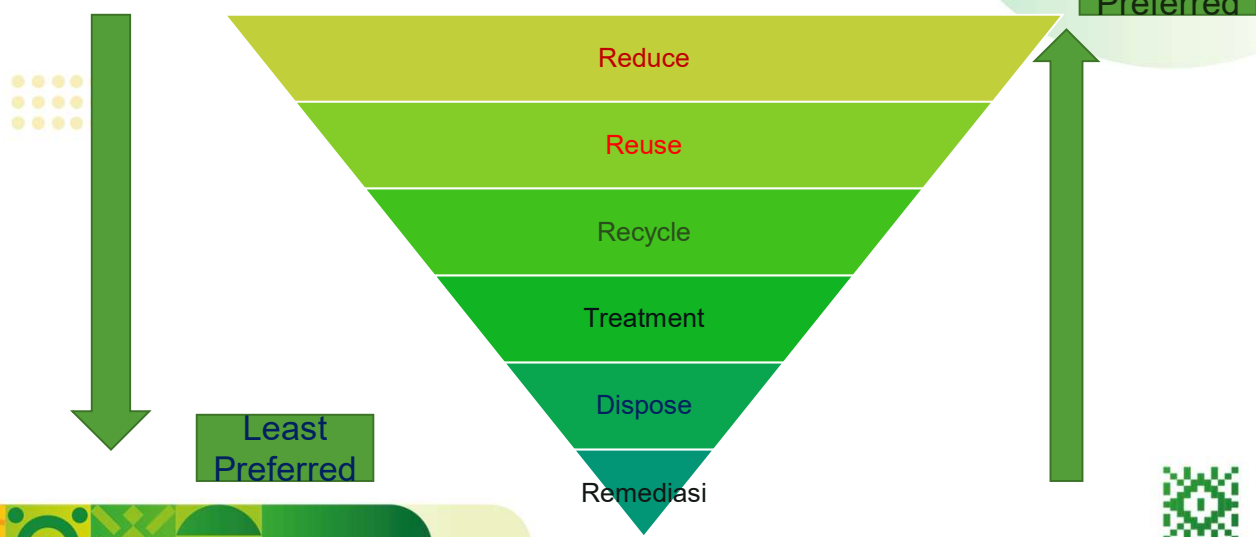 Preferred
Reduce
Reuse
Recycle
Treatment
Dispose
Least
Preferred
Remediasi